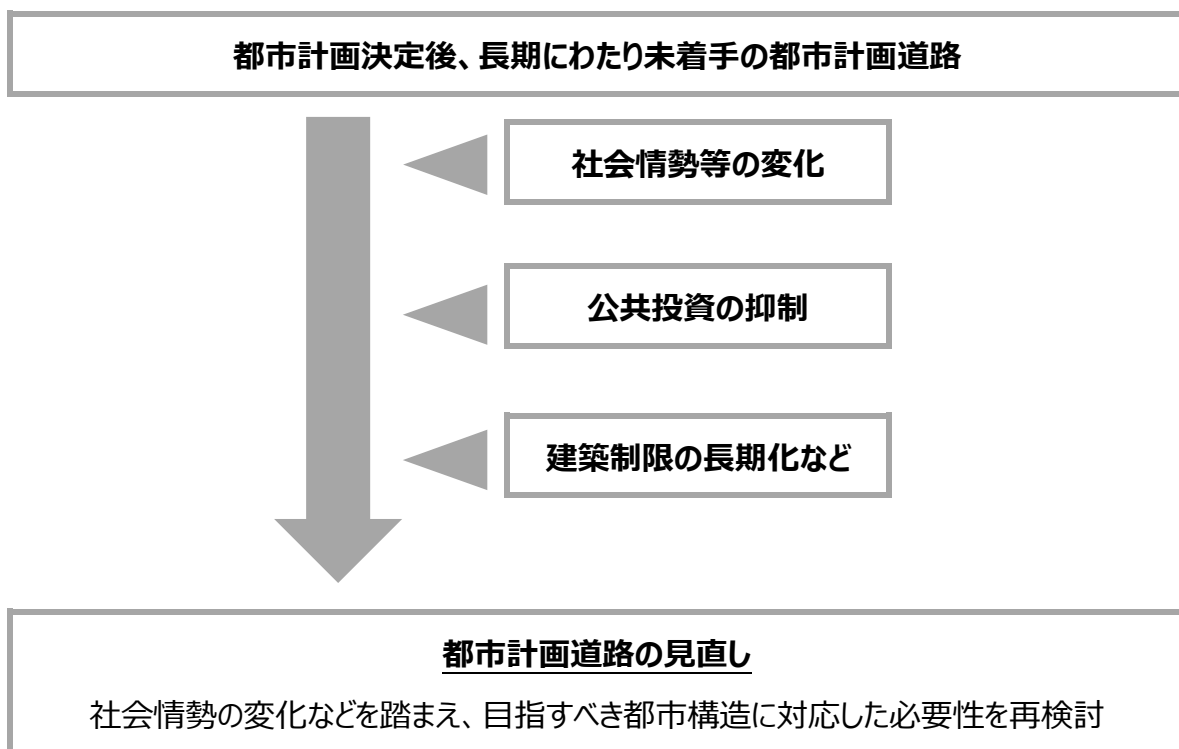 都市計画決定後、長期にわたり未着手の都市計画道路
社会情勢等の変化
公共投資の抑制
建築制限の長期化など
都市計画道路の見直し
社会情勢の変化などを踏まえ、目指すべき都市構造に対応した必要性を再検討